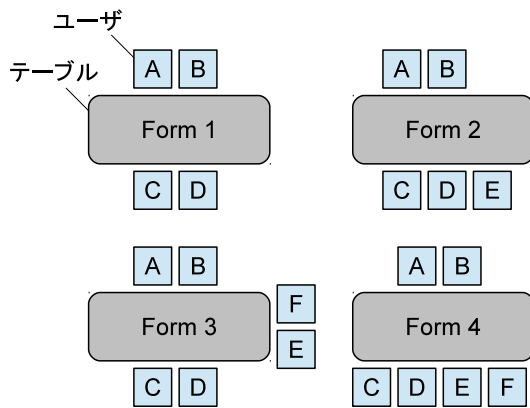 ユーザ
テーブル
A B
Form 1
C D
A B
Form 2
C D E
A B
Form 3
F
E
C D
A B
Form 4
C D E F